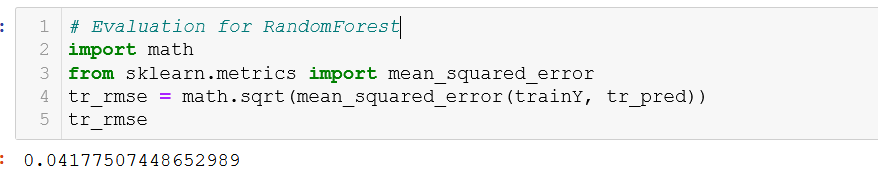 1 # Evaluation for RandomForest
2 import math
3 from sklearn.metrics import mean_squared_error
4 tr_rmse = math.sqrt(mean_squared_error(trainY, tr_pred))
5 tr_rmse
: 0.04177507448652989